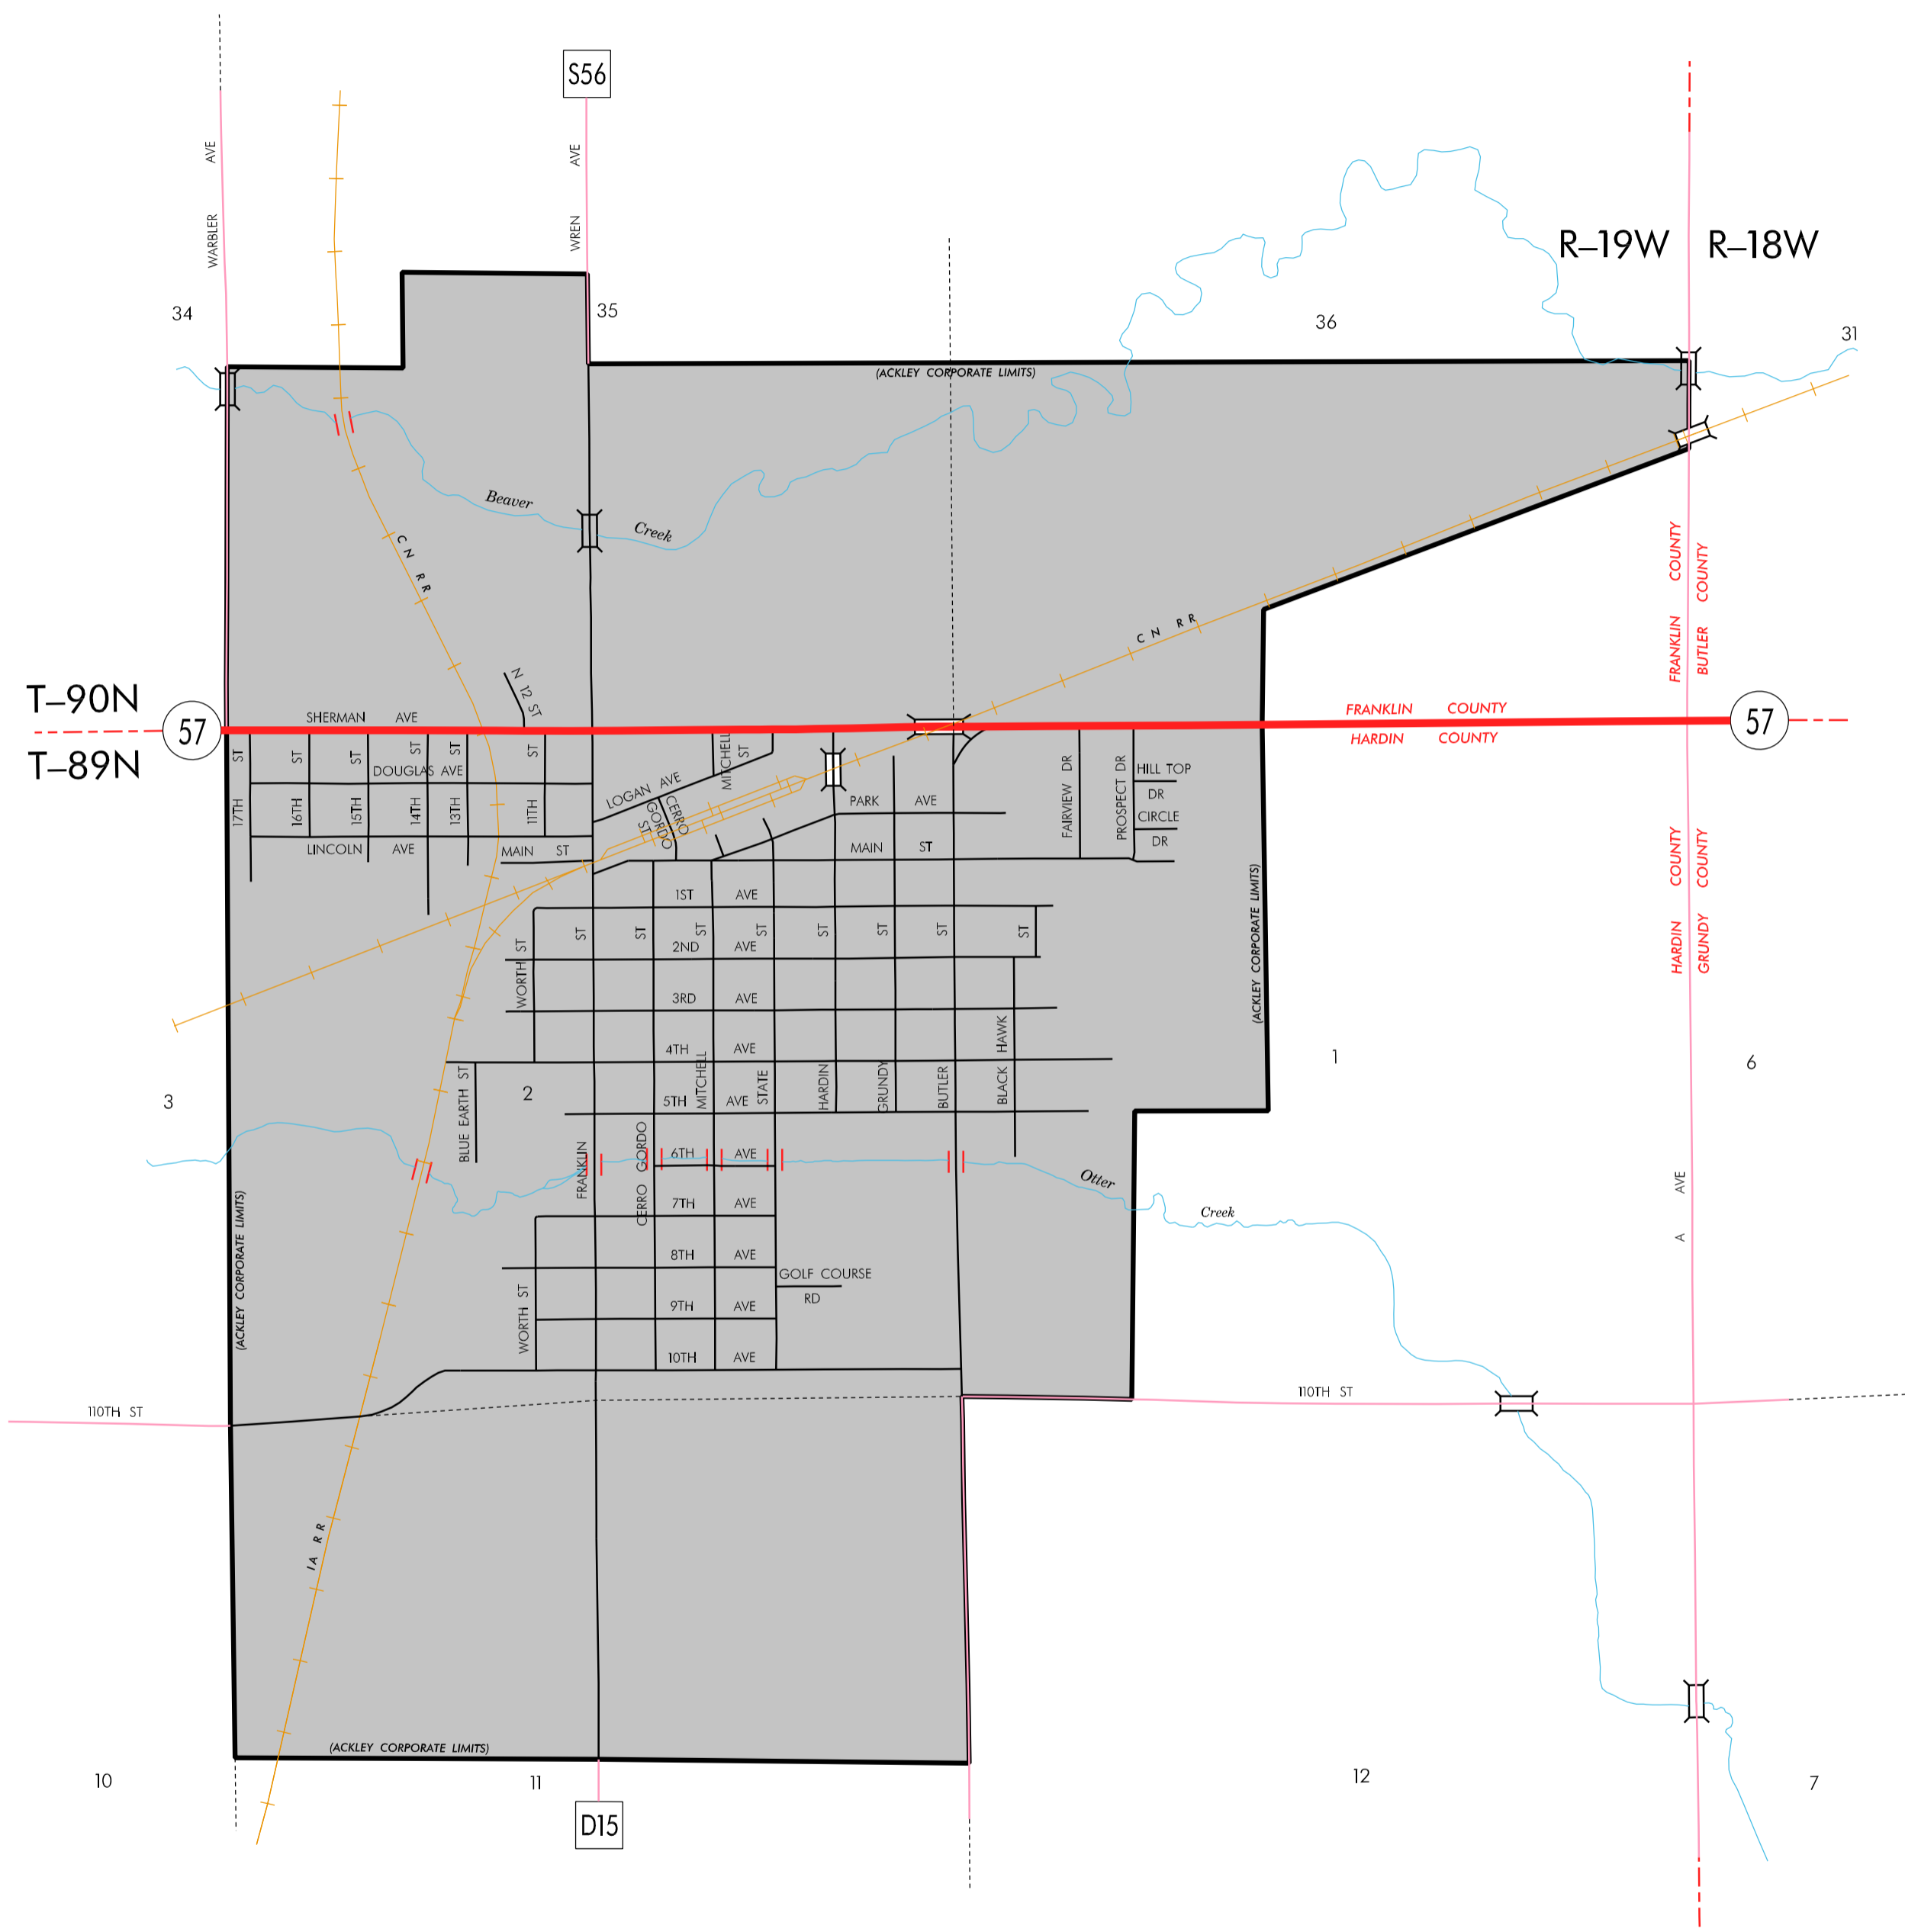 S56
WARBLER AVE
WREN AVE
R–19W R–18W
34
35
36
31
(ACKLEY CORPORATE LIMITS)
Beaver
Creek
C N R R
C N R R
FRANKLIN COUNTY
BUTLER COUNTY
T–90N
57
T–89N
SHERMAN AVE
N 12 ST
FRANKLIN COUNTY
HARDIN COUNTY
57
17TH ST
16TH ST
15TH ST
14TH ST
13TH ST
11TH ST
DOUGLAS AVE
LINCOLN AVE
MAIN ST
LOGAN AVE
CERRO
GORDO
ST
MITCHELL
ST
PARK AVE
MAIN ST
FAIRVIEW DR
PROSPECT DR
HILL TOP
DR
CIRCLE
DR
HARDIN COUNTY
GRUNDY COUNTY
(ACKLEY CORPORATE LIMITS)
1ST AVE
2ND AVE
3RD AVE
4TH AVE
5TH AVE
6TH AVE
7TH AVE
8TH AVE
9TH AVE
10TH AVE
WORTH ST
BLUE EARTH ST
FRANKLIN ST
CERRO GORDO ST
MITCHELL ST
STATE ST
HARDIN ST
GRUNDY ST
BUTLER ST
BLACK HAWK ST
3
2
1
6
Otter
Creek
A AVE
GOLF COURSE
RD
WORTH ST
(ACKLEY CORPORATE LIMITS)
110TH ST
110TH ST
IA R R
(ACKLEY CORPORATE LIMITS)
10
11
12
7
D15